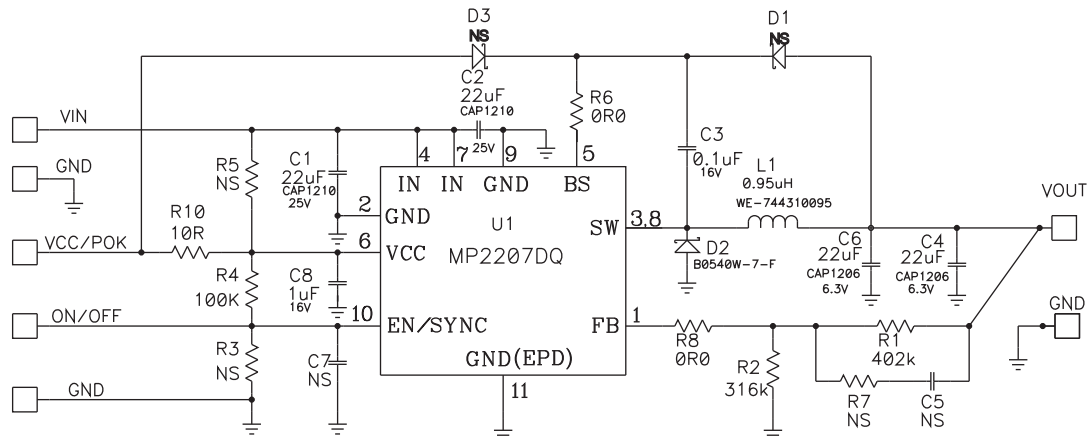 D3
NS
D1
NS
C2
22uF
CAP1210
25V
R6
0R0
VIN
GND
R5
NS
C1
22uF
CAP1210
25V
4
7
9
5
IN
IN
GND
BS
C3
0.1uF
16V
L1
0.95uH
WE-744310095
VOUT
2
GND
U1
MP2207DQ
SW
3,8
R10
10R
VCC/POK
6
VCC
D2
B0540W-7-F
C6
22uF
CAP1206
6.3V
C4
22uF
CAP1206
6.3V
R4
100K
C8
1uF
16V
ON/OFF
10
EN/SYNC
FB
1
R8
0R0
R1
402k
GND
R3
NS
C7
NS
GND(EPD)
11
R2
316k
R7
NS
C5
NS
GND